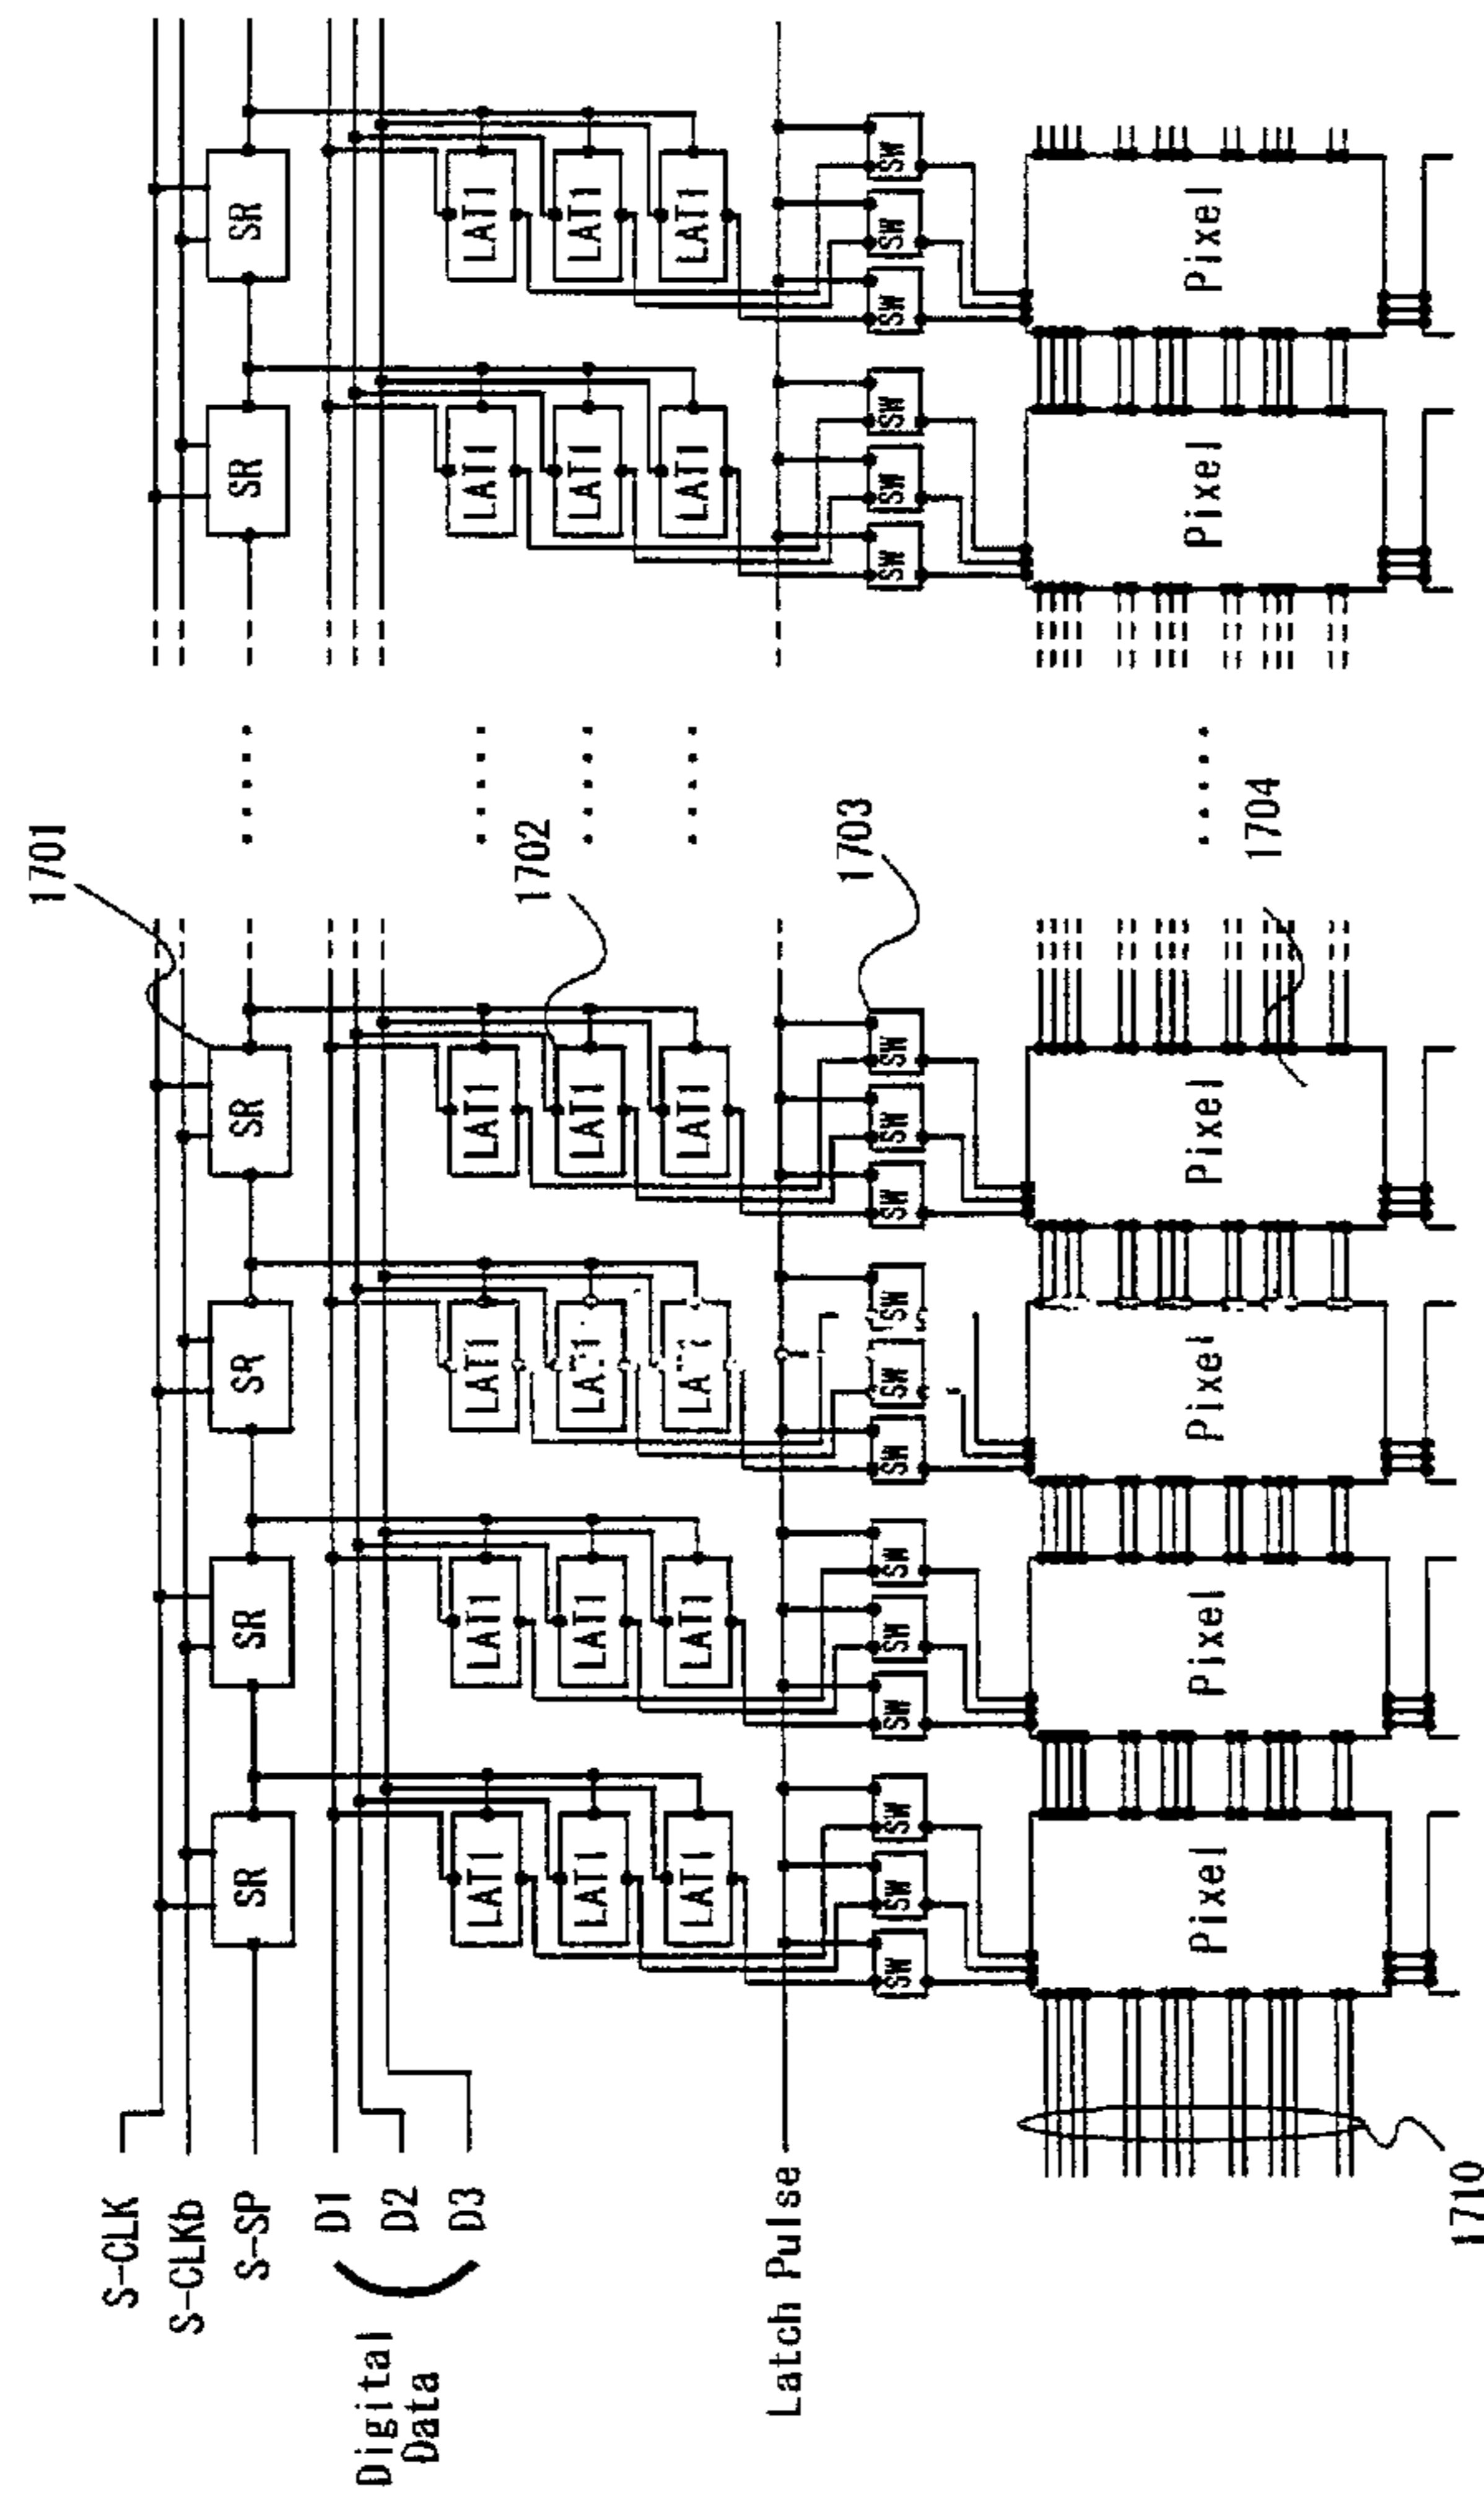 1701
S-CLK
S-CLKb
S-SP
SR SR SR SR SR SR
D1
D2
D3
Digital
Data
LAT1 LAT1 LAT1 LAT1 LAT1 LAT1
1702
LAT1 LAT1 LAT1 LAT1 LAT1
LAT1 LAT1 LAT1 LAT1 LAT1
Latch Pulse
1703
SW SW SW SW SW SW SW SW SW SW SW SW SW SW SW SW SW SW
Pixel Pixel Pixel Pixel Pixel Pixel
1704
1710